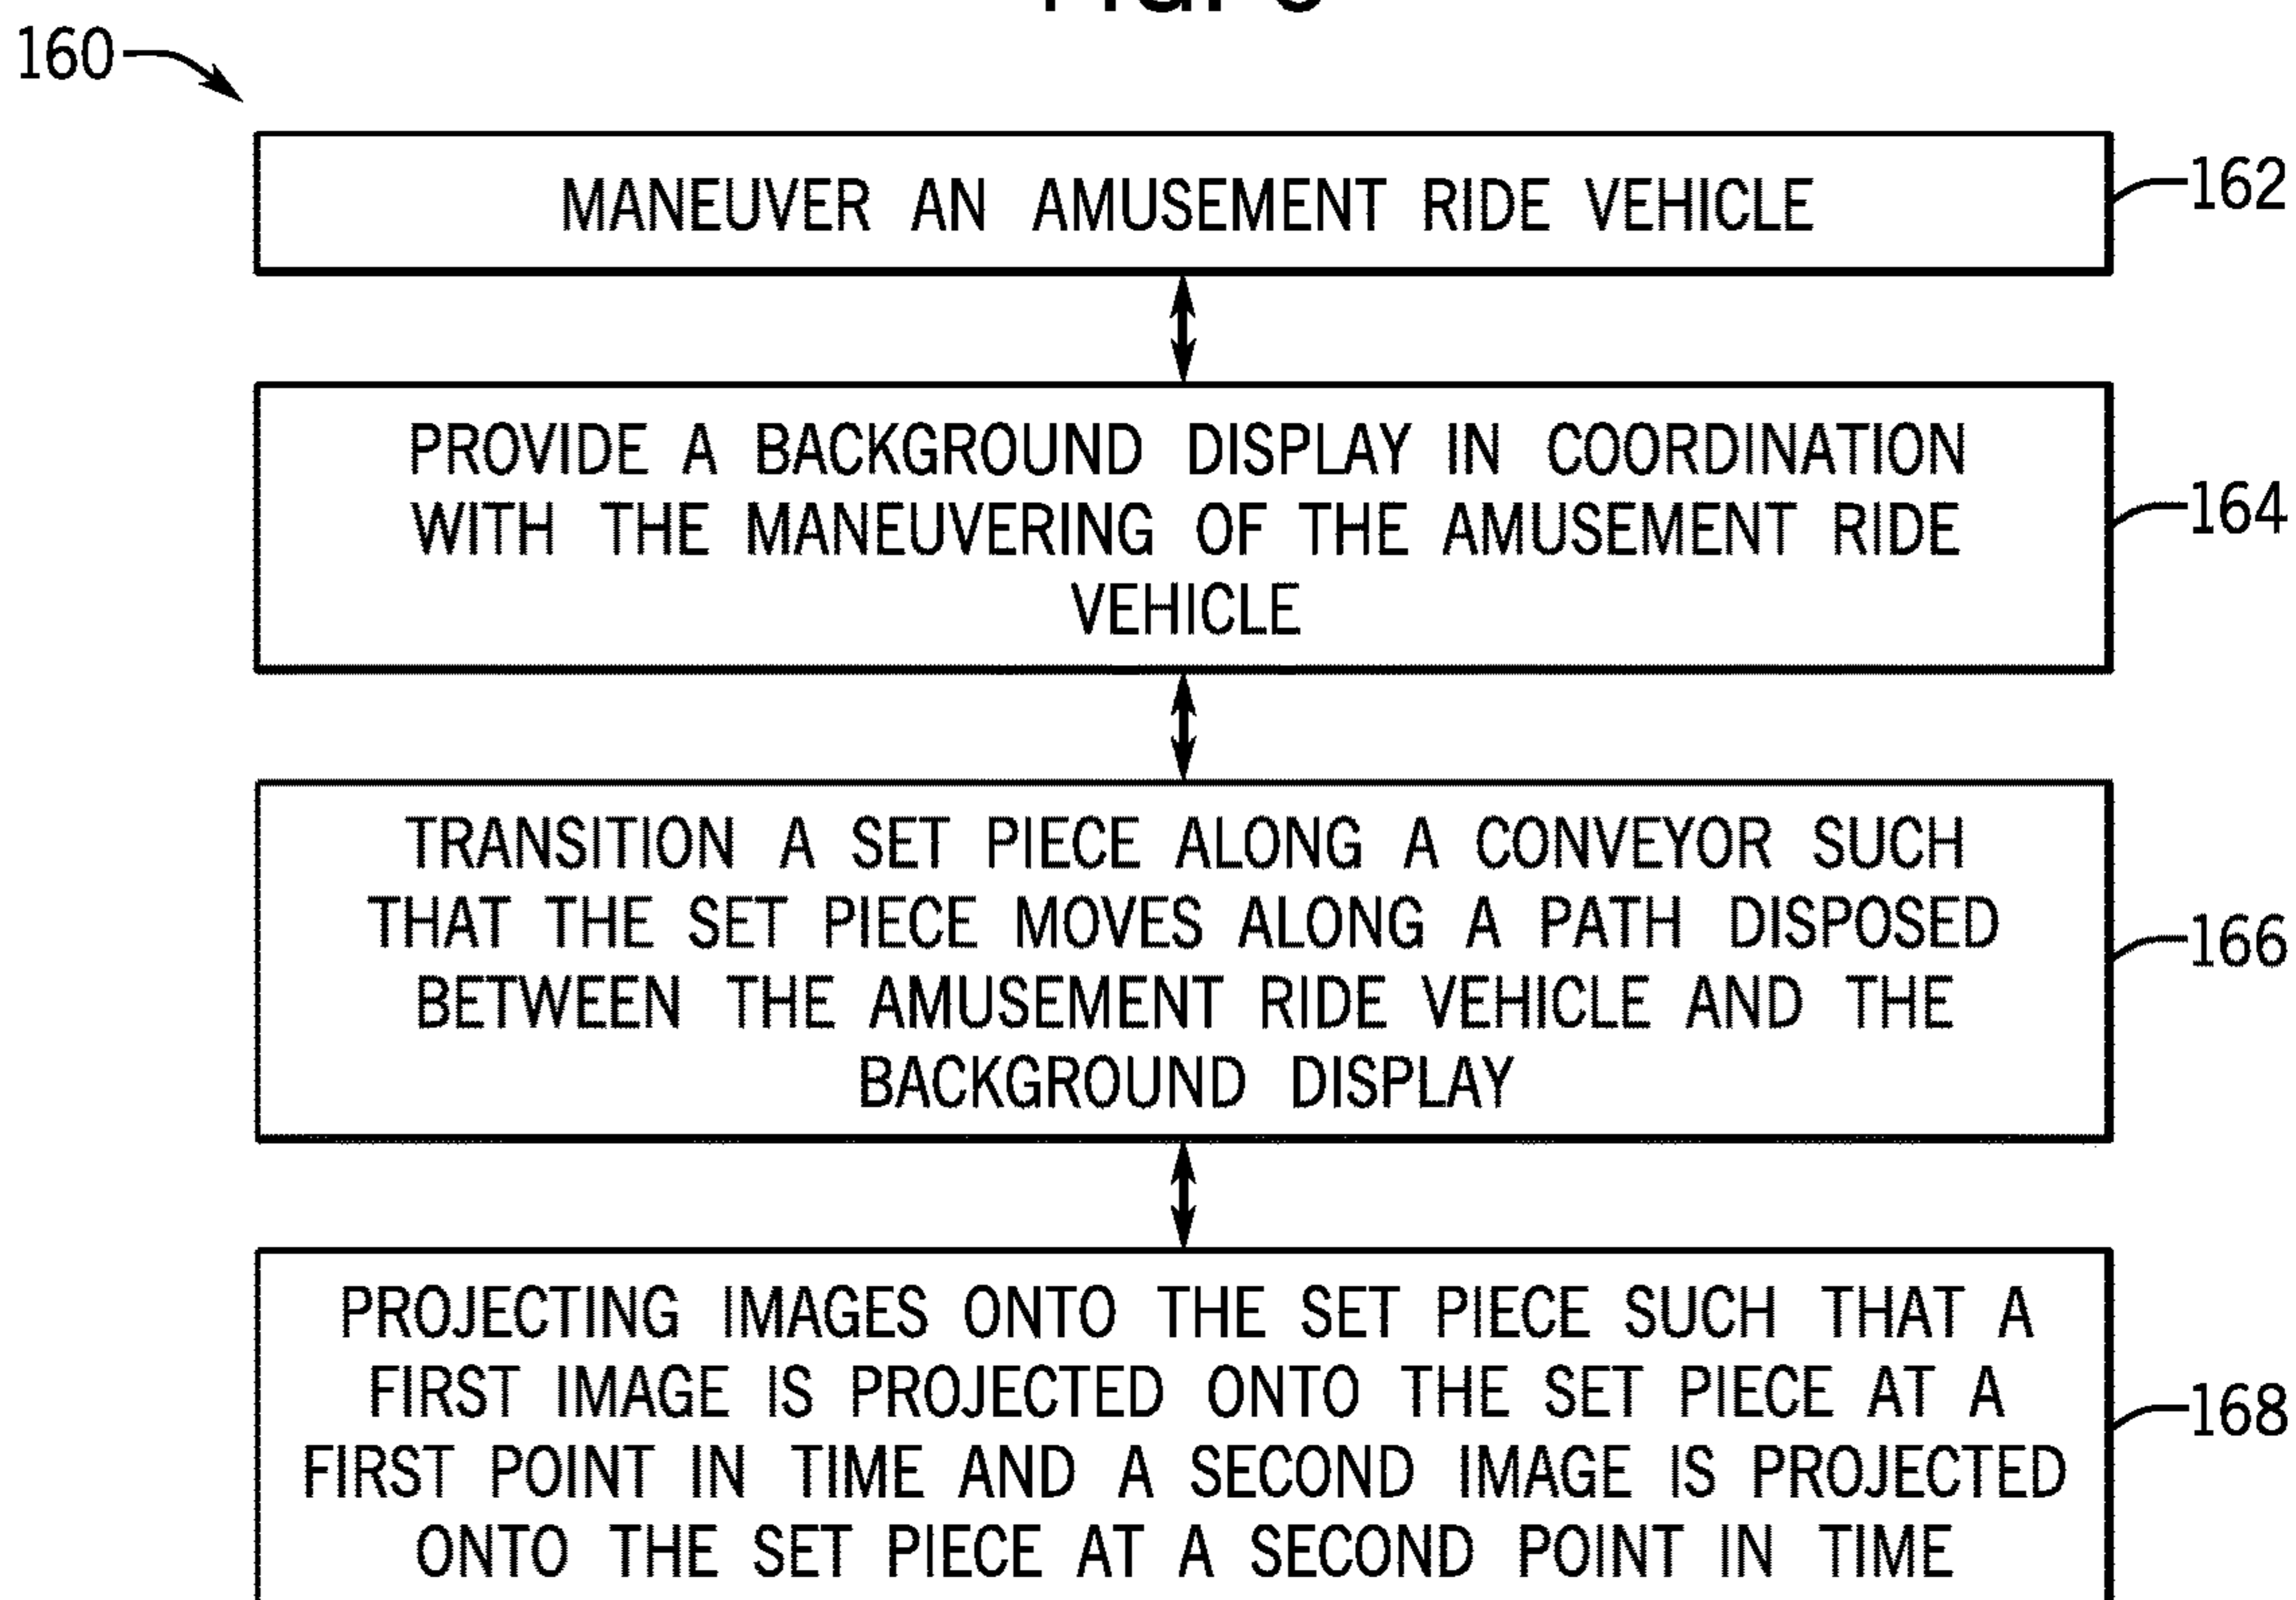 160
MANEUVER AN AMUSEMENT RIDE VEHICLE
162
PROVIDE A BACKGROUND DISPLAY IN COORDINATION
WITH THE MANEUVERING OF THE AMUSEMENT RIDE
VEHICLE
164
TRANSITION A SET PIECE ALONG A CONVEYOR SUCH
THAT THE SET PIECE MOVES ALONG A PATH DISPOSED
BETWEEN THE AMUSEMENT RIDE VEHICLE AND THE
BACKGROUND DISPLAY
166
PROJECTING IMAGES ONTO THE SET PIECE SUCH THAT A
FIRST IMAGE IS PROJECTED ONTO THE SET PIECE AT A
FIRST POINT IN TIME AND A SECOND IMAGE IS PROJECTED
ONTO THE SET PIECE AT A SECOND POINT IN TIME
168